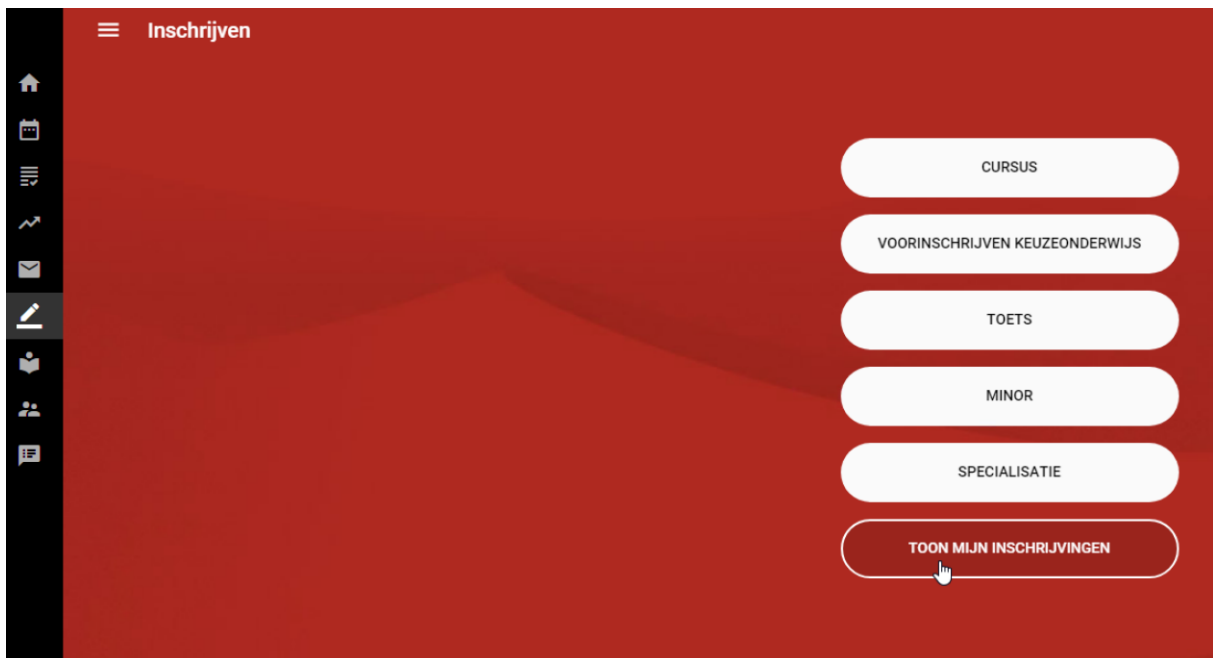 Inschrijven
CURSUS
VOORINSCHRIJVEN KEUZEONDERWIJS
TOETS
MINOR
SPECIALISATIE
TOON MIJN INSCHRIJVINGEN